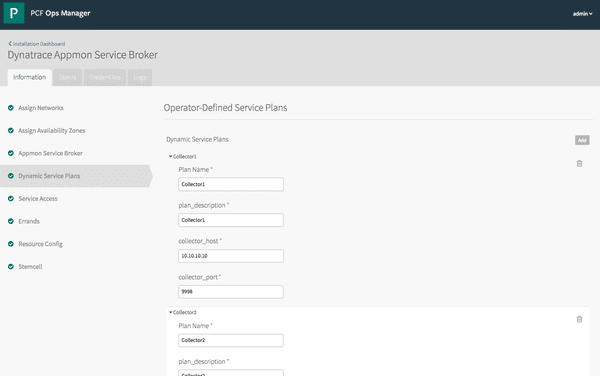 P PCF Ops Manager admin
Installation Dashboard
Dynatrace Appmon Service Broker
Information Status Credentials Logs
Assign Networks
Assign Availability Zones
Appmon Service Broker
Dynamic Service Plans
Service Access
Errands
Resource Config
Stemcell
Operator-Defined Service Plans
Dynamic Service Plans Add
Collector1
Plan Name *
Collector1
plan_description *
Collector1
collector_host *
10.10.10.10
collector_port *
9998
Collector2
Plan Name *
Collector2
plan_description *
Collector2